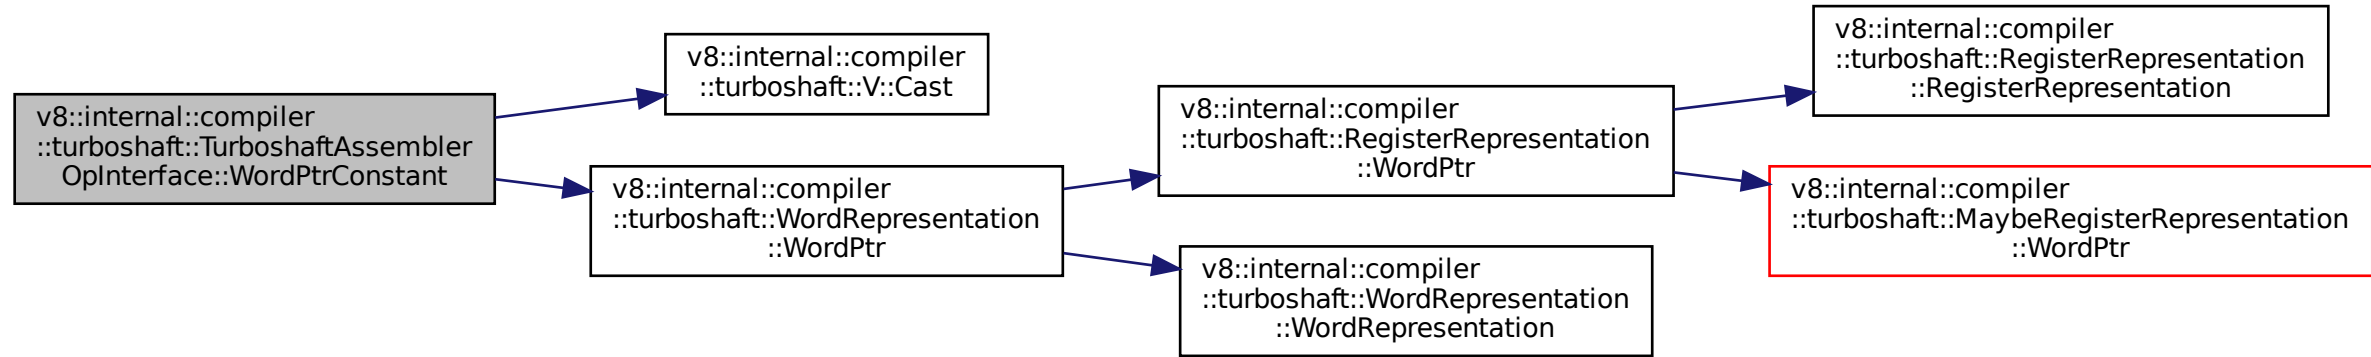 v8::internal::compiler
::turboshaft::TurboshaftAssembler
OpInterface::WordPtrConstant
v8::internal::compiler
::turboshaft::V::Cast
v8::internal::compiler
::turboshaft::WordRepresentation
::WordPtr
v8::internal::compiler
::turboshaft::RegisterRepresentation
::WordPtr
v8::internal::compiler
::turboshaft::WordRepresentation
::WordRepresentation
v8::internal::compiler
::turboshaft::RegisterRepresentation
::RegisterRepresentation
v8::internal::compiler
::turboshaft::MaybeRegisterRepresentation
::WordPtr